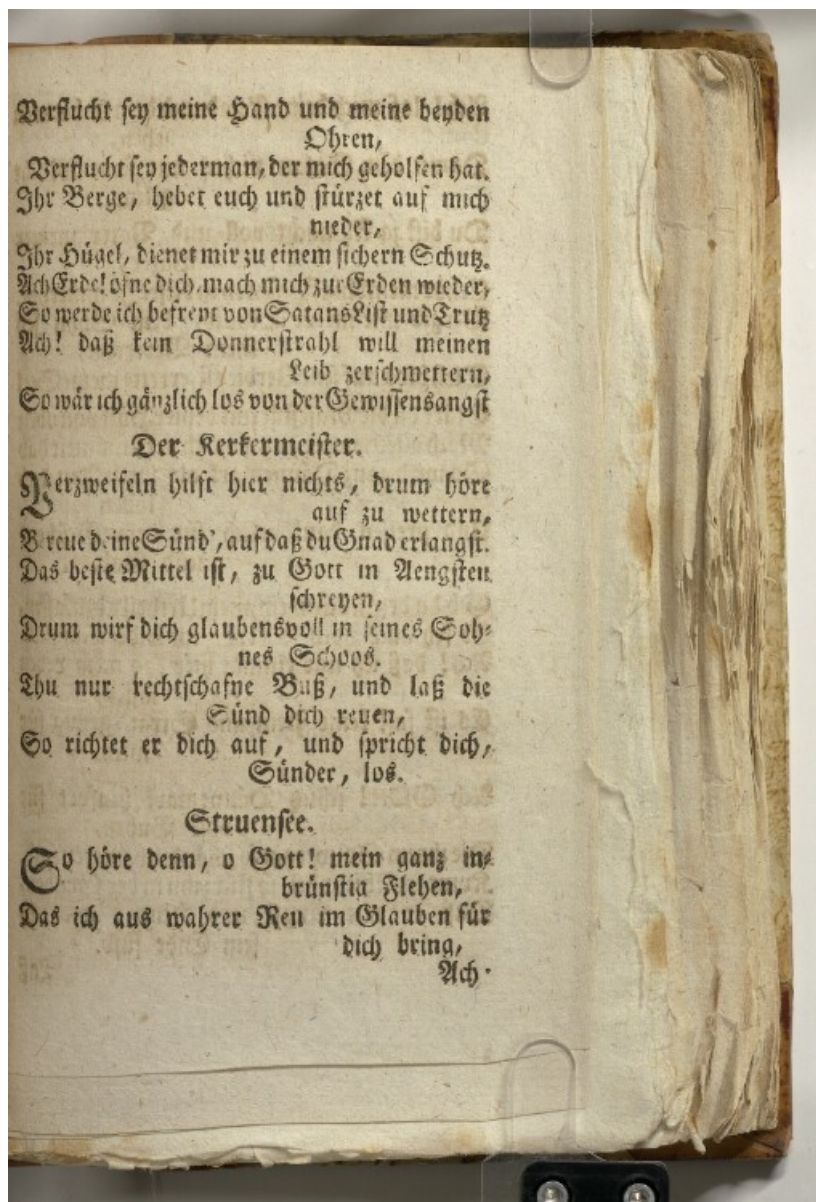 Verflucht sey meine Hand und meine beyden
Ohren,
Verflucht sey jederman, der mich geholfen hat.
Ihr Berge, hebet euch und stürzet auf mich
nieder,
Ihr Hügel, dienet mir zu einem sichern Schutz.
Ach Erde! öfne dich, mach mich zur Erden wieder,
So werde ich befreyt von Satans List und Trutz
Ach! daß kein Donnerstrahl will meinen
Leib zerschmettern,
So wär ich gänzlich los von der Gewissensangst
Der Kerkermeister.
Verzweifeln hilft hier nichts, drum höre
auf zu wettern,
Bereue deine Sünd', auf daß du Gnad erlangst.
Das beste Mittel ist, zu Gott in Aengsten
schreyen,
Drum wirf dich glaubensvoll in seines Soh-
nes Schoos.
Thu nur rechtschafne Buß, und laß die
Sünd dich reuen,
So richtet er dich auf, und spricht dich,
Sünder, los.
Struensee.
So höre denn, o Gott! mein ganz in-
brünstig Flehen,
Das ich aus wahrer Reu im Glauben für
dich bring,
Ach